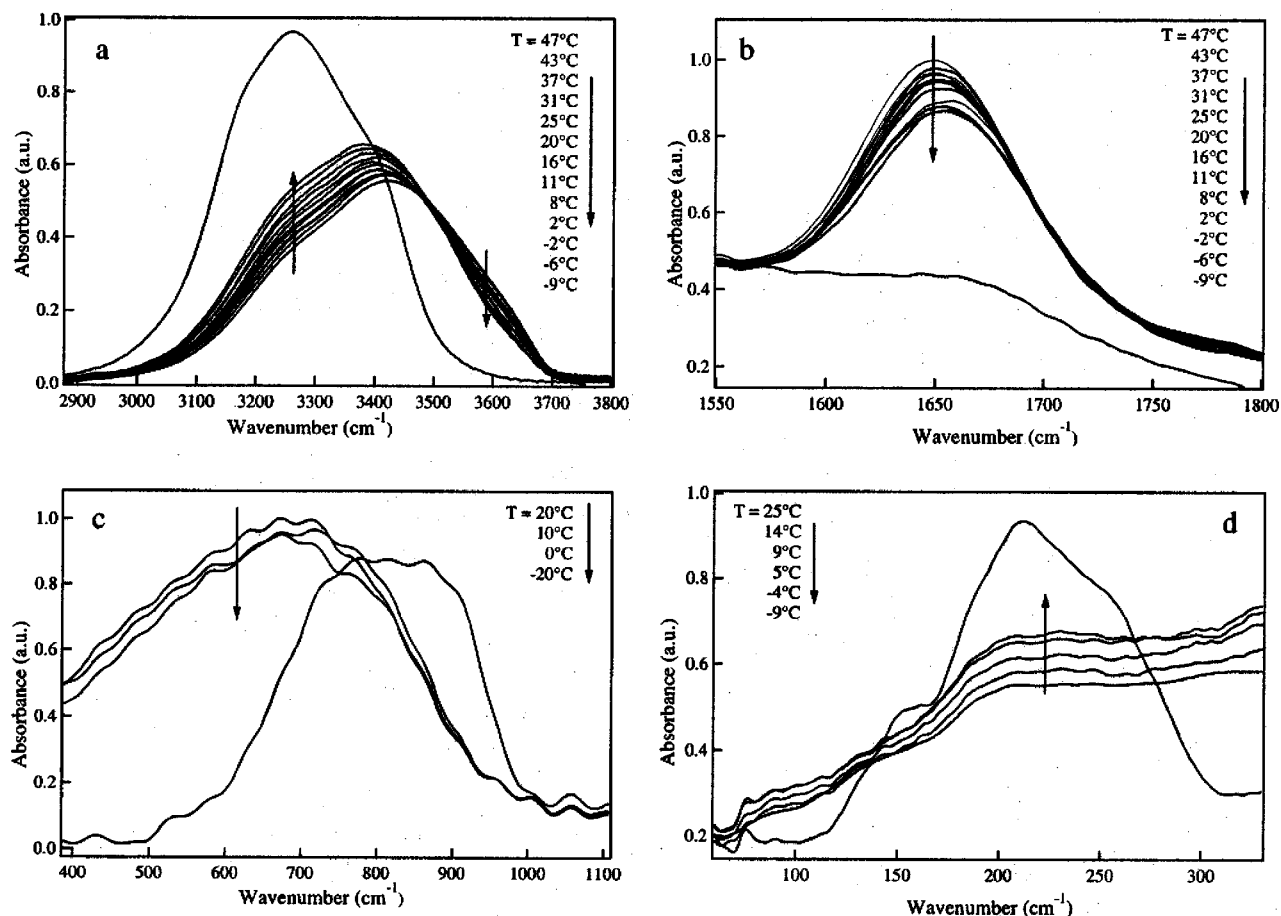 a
T = 47°C
43°C
37°C
31°C
25°C
20°C
16°C
11°C
8°C
2°C
-2°C
-6°C
-9°C
1.0
0.8
0.6
0.4
0.2
0.0
Absorbance (a.u.)
2900 3000 3100 3200 3300 3400 3500 3600 3700 3800
Wavenumber (cm-1)
b
T = 47°C
43°C
37°C
31°C
25°C
20°C
16°C
11°C
8°C
2°C
-2°C
-6°C
-9°C
1.0
0.8
0.6
0.4
0.2
Absorbance (a.u.)
1550 1600 1650 1700 1750 1800
Wavenumber (cm-1)
c
T = 20°C
10°C
0°C
-20°C
1.0
0.8
0.6
0.4
0.2
0.0
Absorbance (a.u.)
400 500 600 700 800 900 1000 1100
Wavenumber (cm-1)
d
T = 25°C
14°C
9°C
5°C
-4°C
-9°C
1.0
0.8
0.6
0.4
0.2
Absorbance (a.u.)
100 150 200 250 300
Wavenumber (cm-1)